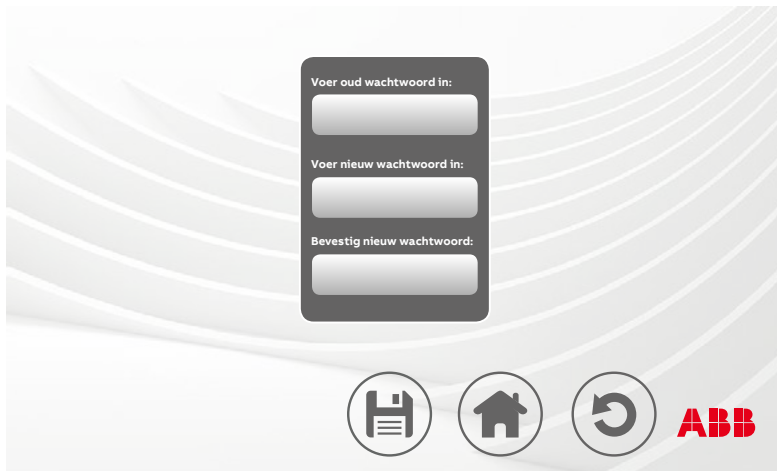 Voer oud wachtwoord in:
Voer nieuw wachtwoord in:
Bevestig nieuw wachtwoord:
ABB